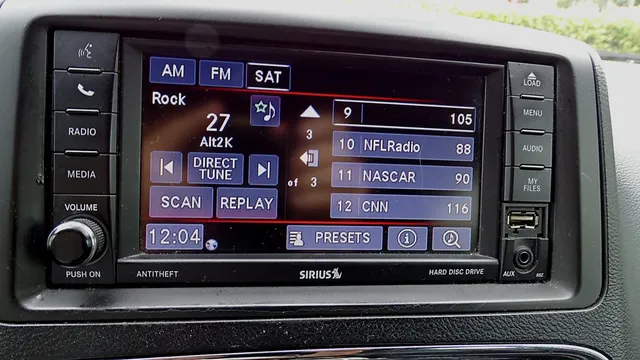 RADIO
MEDIA
VOLUME
PUSH ON
AM FM SAT
Rock
27
Alt2K
DIRECT
TUNE
SCAN REPLAY
12:04
3
of 3
9 105
10 NFLRadio 88
11 NASCAR 90
12 CNN 116
PRESETS
LOAD
MENU
AUDIO
MY
FILES
AUX
ANTITHEFT
SIRIUS
HARD DISC DRIVE